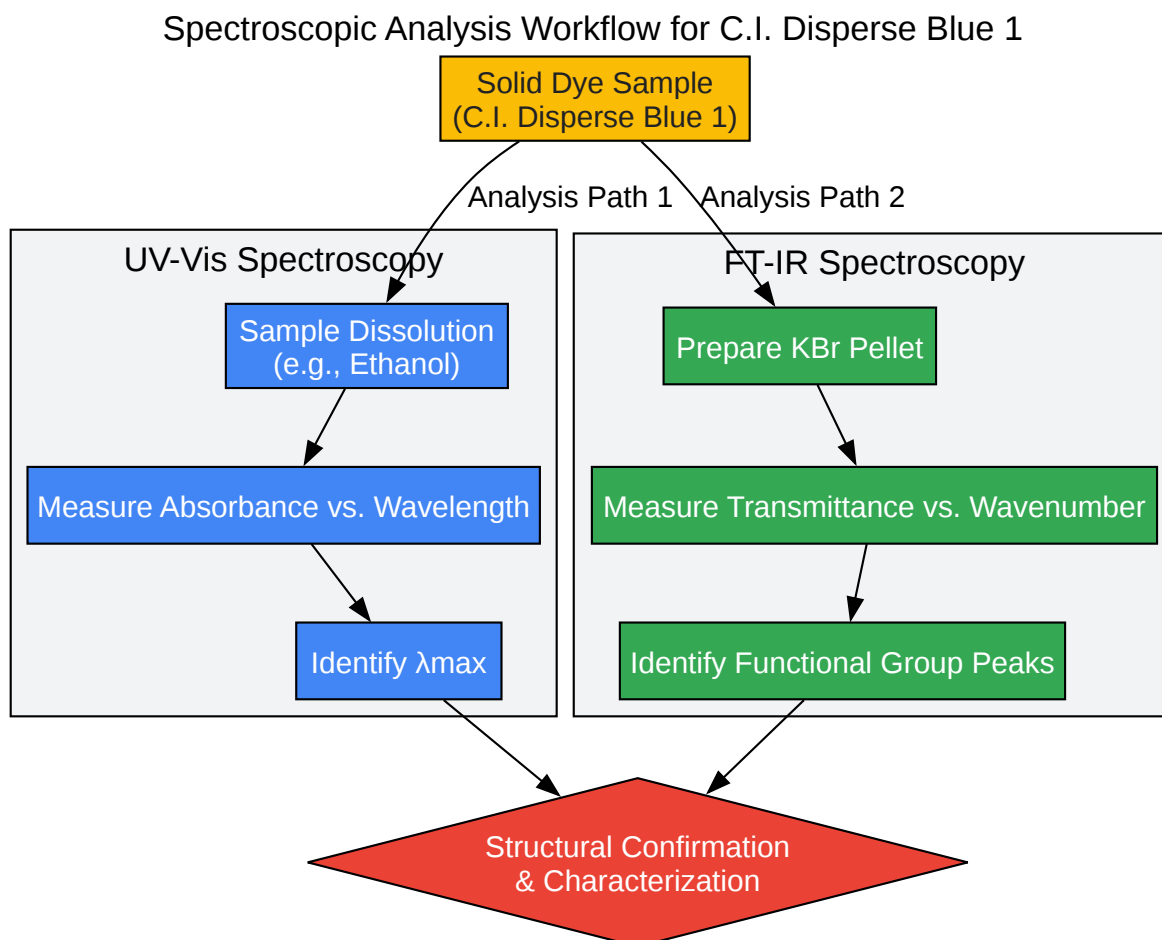 Spectroscopic Analysis Workflow for C.I. Disperse Blue 1
Solid Dye Sample
(C.I. Disperse Blue 1)
Analysis Path 1
Analysis Path 2
UV-Vis Spectroscopy
Sample Dissolution
(e.g., Ethanol)
Measure Absorbance vs. Wavelength
Identify λmax
FT-IR Spectroscopy
Prepare KBr Pellet
Measure Transmittance vs. Wavenumber
Identify Functional Group Peaks
Structural Confirmation
& Characterization